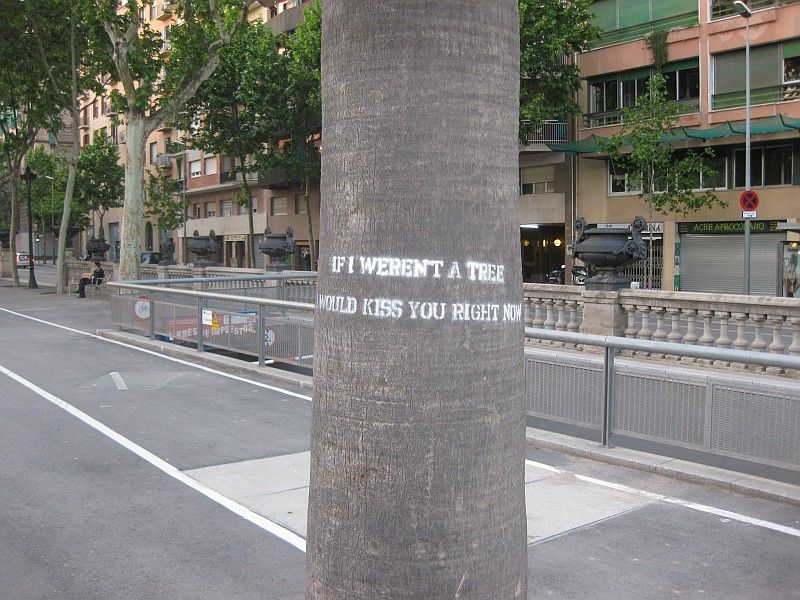 IF I WERENT A TREE
WOULD KISS YOU RIGHT NOW